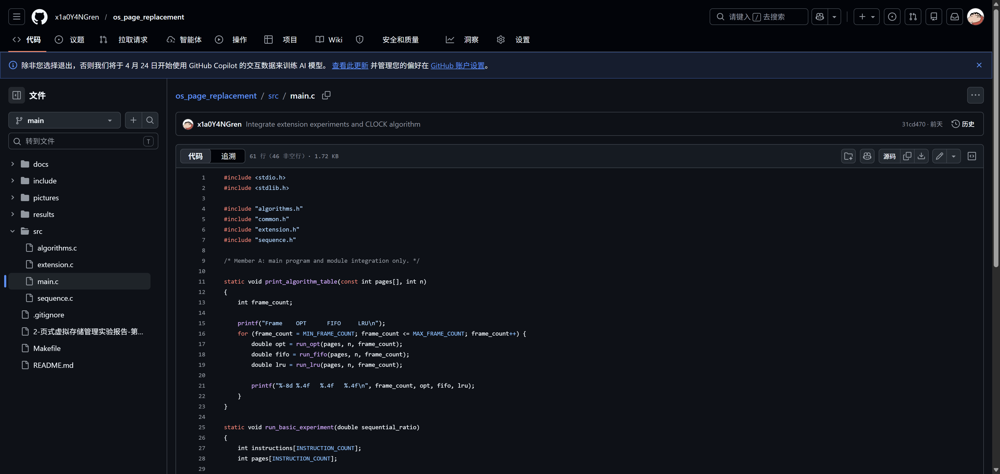 x1a0Y4NGren / os_page_replacement
请键入 / 去搜索
代码 议题 拉取请求 智能体 操作 项目 Wiki 安全和质量 洞察 设置
除非您选择退出，否则我们将于 4 月 24 日开始使用 GitHub Copilot 的交互数据来训练 AI 模型。 查看此更新 并管理您的偏好在 GitHub 账户设置。
文件
main
转到文件 T
docs
include
pictures
results
src
algorithms.c
extension.c
main.c
sequence.c
.gitignore
2-页式虚拟存储管理实验报告-第...
Makefile
README.md
os_page_replacement / src / main.c
x1a0Y4NGren Integrate extension experiments and CLOCK algorithm
31cd470 · 前天 历史
代码 追溯 61 行 (46 非空行) · 1.72 KB
源码
1 #include <stdio.h>
2 #include <stdlib.h>
3
4 #include "algorithms.h"
5 #include "common.h"
6 #include "extension.h"
7 #include "sequence.h"
8
9 /* Member A: main program and module integration only. */
10
11 static void print_algorithm_table(const int pages[], int n)
12 {
13     int frame_count;
14
15     printf("Frame    OPT      FIFO     LRU\n");
16     for (frame_count = MIN_FRAME_COUNT; frame_count <= MAX_FRAME_COUNT; frame_count++) {
17         double opt = run_opt(pages, n, frame_count);
18         double fifo = run_fifo(pages, n, frame_count);
19         double lru = run_lru(pages, n, frame_count);
20
21         printf("%-8d %.4f   %.4f   %.4f\n", frame_count, opt, fifo, lru);
22     }
23 }
24
25 static void run_basic_experiment(double sequential_ratio)
26 {
27     int instructions[INSTRUCTION_COUNT];
28     int pages[INSTRUCTION_COUNT];
29